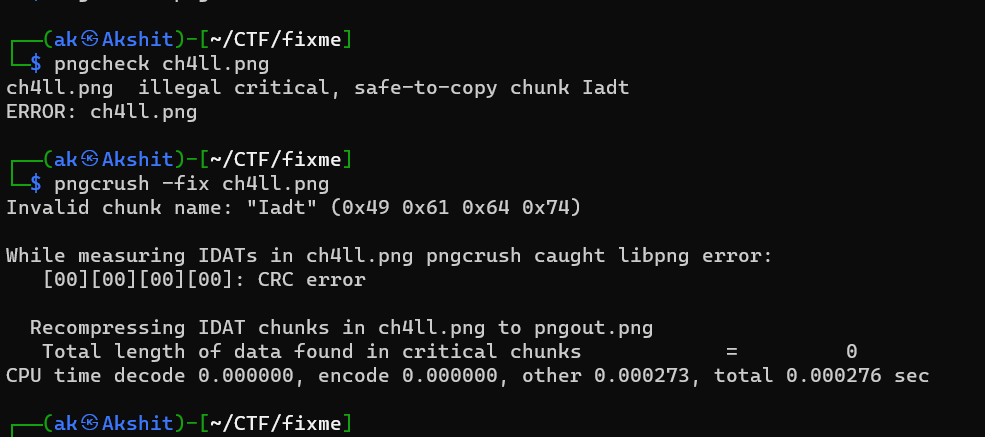 ┌──(ak㉿Akshit)-[~/CTF/fixme]
└─$ pngcheck ch4ll.png
ch4ll.png  illegal critical, safe-to-copy chunk Iadt
ERROR: ch4ll.png
┌──(ak㉿Akshit)-[~/CTF/fixme]
└─$ pngcrush -fix ch4ll.png
Invalid chunk name: "Iadt" (0x49 0x61 0x64 0x74)
While measuring IDATs in ch4ll.png pngcrush caught libpng error:
   [00][00][00][00]: CRC error
  Recompressing IDAT chunks in ch4ll.png to pngout.png
   Total length of data found in critical chunks            =         0
CPU time decode 0.000000, encode 0.000000, other 0.000273, total 0.000276 sec
┌──(ak㉿Akshit)-[~/CTF/fixme]